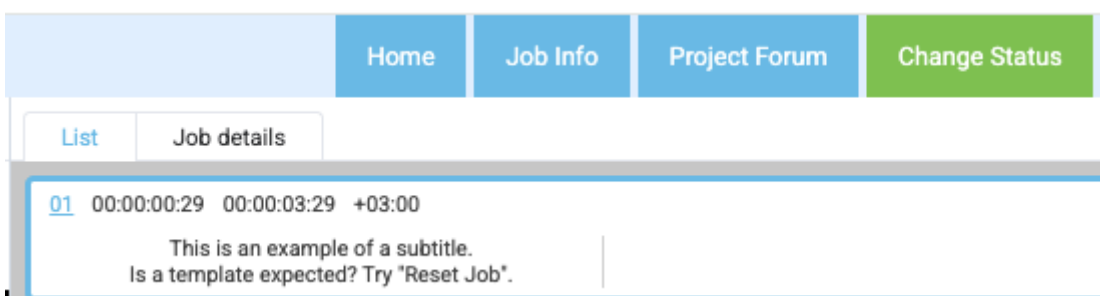 Home Job Info Project Forum Change Status
List Job details
01 00:00:00:29 00:00:03:29 +03:00
This is an example of a subtitle.
Is a template expected? Try "Reset Job".